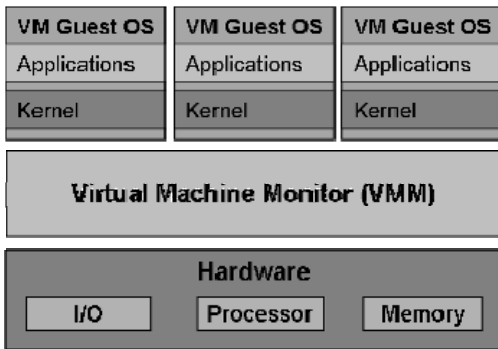 VM Guest OS VM Guest OS VM Guest OS
Applications Applications Applications
Kernel Kernel Kernel
Virtual Machine Monitor (VMM)
Hardware
I/O Processor Memory